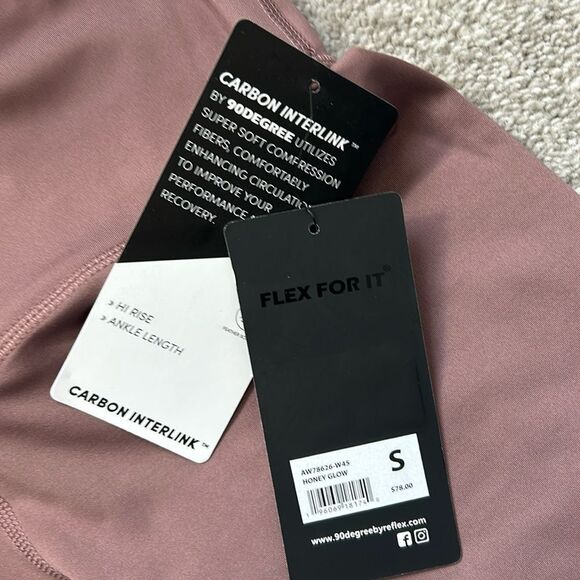 CARBON INTERLINK™
BY 90DEGREE UTILIZES
SUPER SOFT COMPRESSION
FIBERS, COMFORTABLY
ENHANCING CIRCULATION
TO IMPROVE YOUR
PERFORMANCE
RECOVERY.
» HI RISE
» ANKLE LENGTH
CARBON INTERLINK™
FLEX FOR IT®
AW78626-W45
HONEY GLOW
S
$78.00
www.90degreebyreflex.com